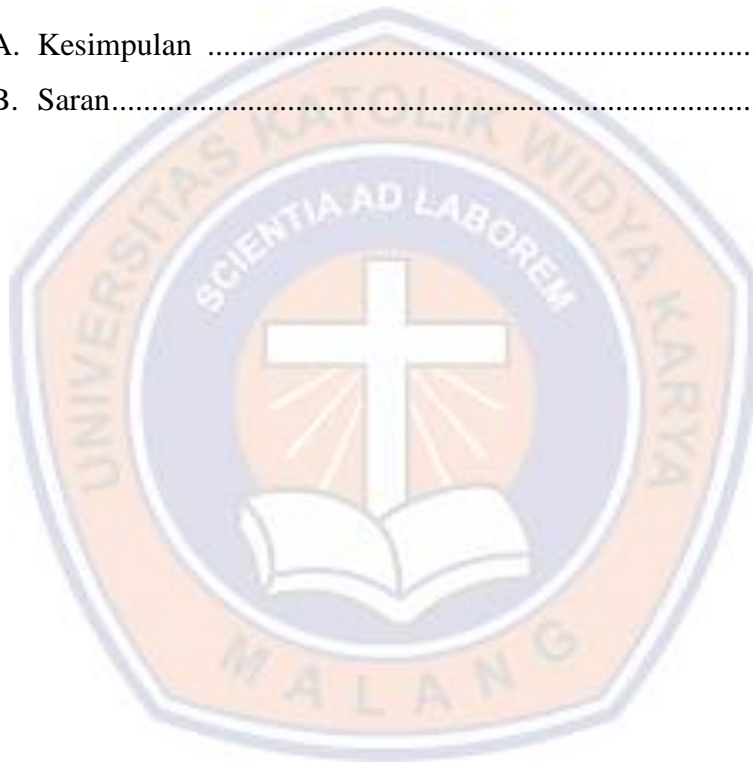 A. Kesimpulan ..........................................................
B. Saran....................................................................
UNIVERSITAS KATOLIK WIDYA KARYA
SCIENTIA AD LABOREM
MALANG